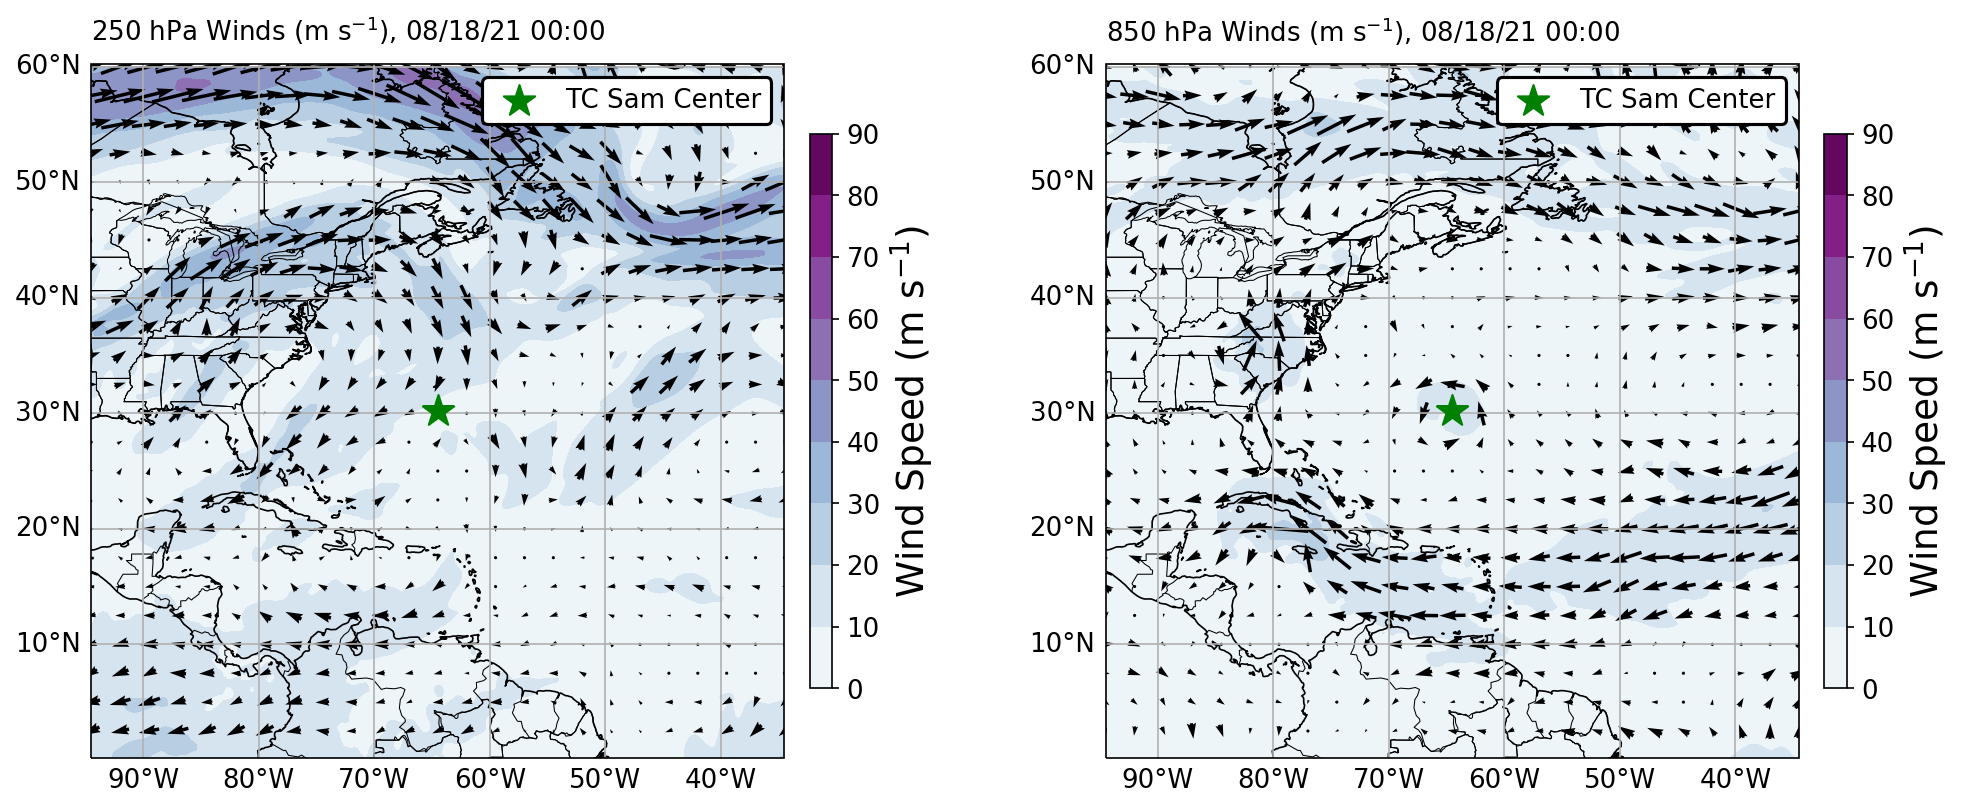 250 hPa Winds (m s⁻¹), 08/18/21 00:00
60°N
50°N
40°N
30°N
20°N
10°N
90°W 80°W 70°W 60°W 50°W 40°W
TC Sam Center
90
80
70
60
50
40
30
20
10
0
Wind Speed (m s⁻¹)
850 hPa Winds (m s⁻¹), 08/18/21 00:00
60°N
50°N
40°N
30°N
20°N
10°N
90°W 80°W 70°W 60°W 50°W 40°W
TC Sam Center
90
80
70
60
50
40
30
20
10
0
Wind Speed (m s⁻¹)